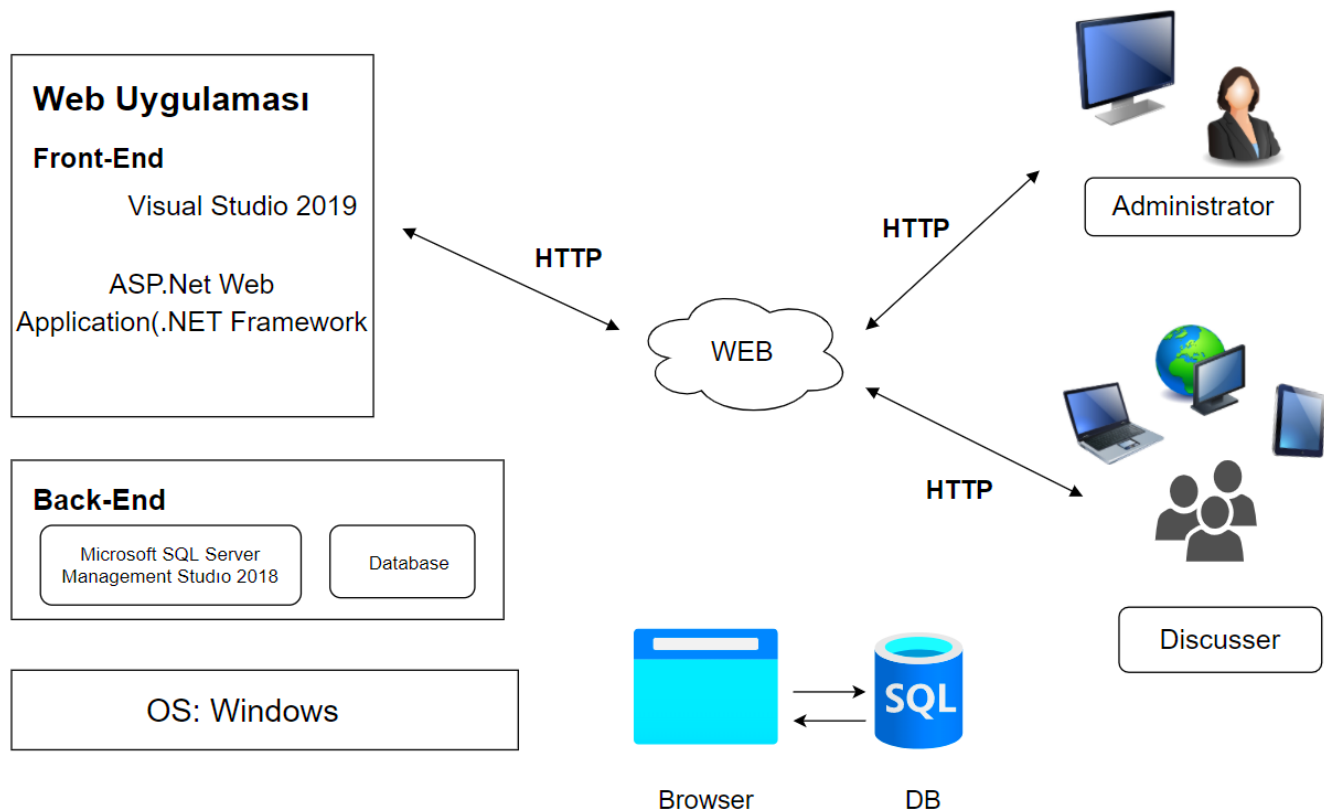 Web Uygulaması
Front-End
Visual Studio 2019
ASP.Net Web
Application(.NET Framework
Back-End
Microsoft SQL Server
Management Studıo 2018
Database
OS: Windows
HTTP
WEB
HTTP
HTTP
Administrator
Discusser
SQL
Browser
DB